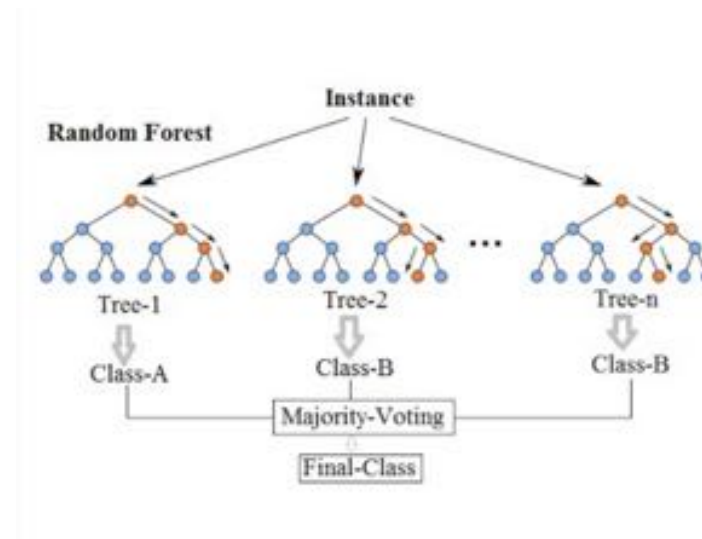 Instance
Random Forest
...
Tree-1
Tree-2
Tree-n
Class-A
Class-B
Class-B
Majority-Voting
Final-Class